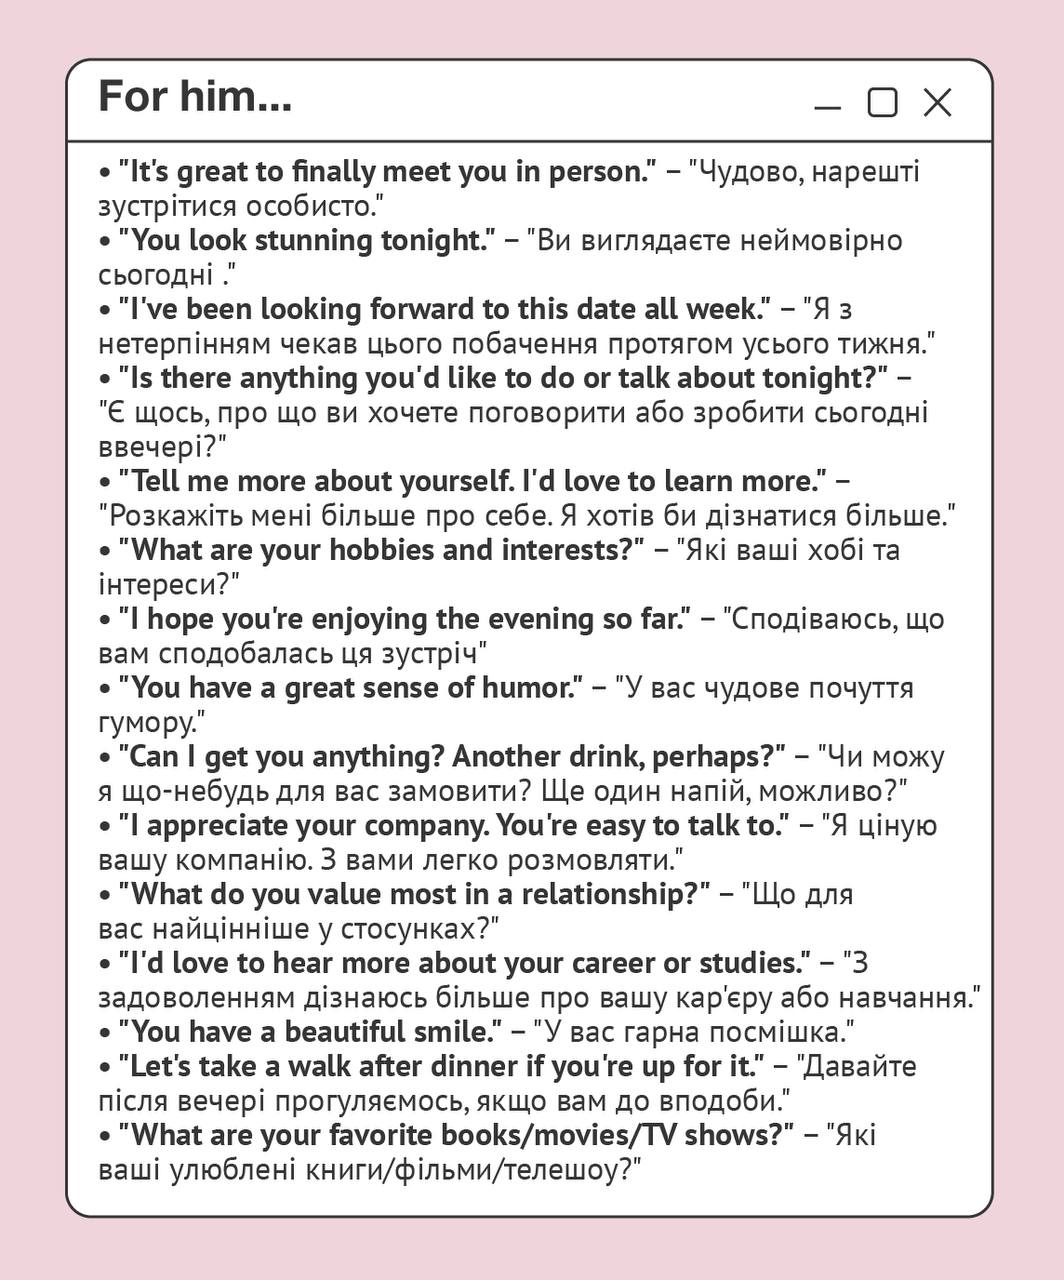 For him...
• "It's great to finally meet you in person." – "Чудово, нарешті
зустрітися особисто."
• "You look stunning tonight." – "Ви виглядаєте неймовірно
сьогодні ."
• "I've been looking forward to this date all week." – "Я з
нетерпінням чекав цього побачення протягом усього тижня."
• "Is there anything you'd like to do or talk about tonight?" –
"Є щось, про що ви хочете поговорити або зробити сьогодні
ввечері?"
• "Tell me more about yourself. I'd love to learn more." –
"Розкажіть мені більше про себе. Я хотів би дізнатися більше."
• "What are your hobbies and interests?" – "Які ваші хобі та
інтереси?"
• "I hope you're enjoying the evening so far." – "Сподіваюсь, що
вам сподобалась ця зустріч"
• "You have a great sense of humor." – "У вас чудове почуття
гумору."
• "Can I get you anything? Another drink, perhaps?" – "Чи можу
я що-небудь для вас замовити? Ще один напій, можливо?"
• "I appreciate your company. You're easy to talk to." – "Я ціную
вашу компанію. З вами легко розмовляти."
• "What do you value most in a relationship?" – "Що для
вас найцінніше у стосунках?"
• "I'd love to hear more about your career or studies." – "З
задоволенням дізнаюсь більше про вашу кар'єру або навчання."
• "You have a beautiful smile." – "У вас гарна посмішка."
• "Let's take a walk after dinner if you're up for it." – "Давайте
після вечері прогуляємось, якщо вам до вподоби."
• "What are your favorite books/movies/TV shows?" – "Які
ваші улюблені книги/фільми/телешоу?"